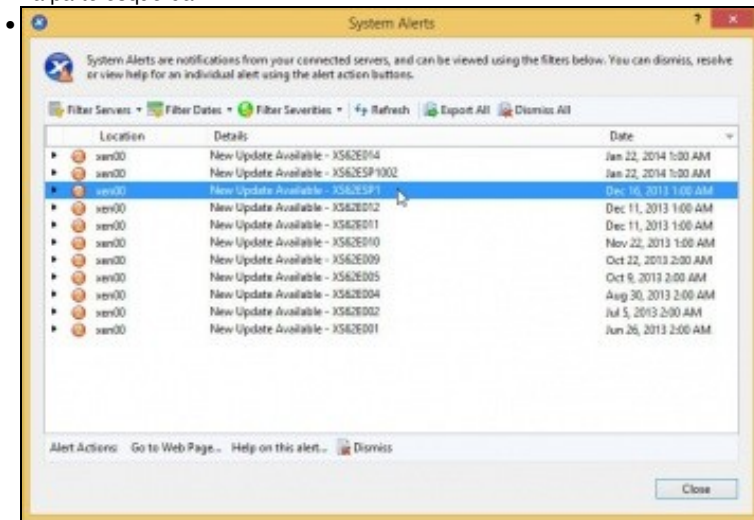 System Alerts
System Alerts are notifications from your connected servers, and can be viewed using the filters below. You can dismiss, resolve
or view help for an individual alert using the alert action buttons.
Filter Servers Filter Dates Filter Severities Refresh Export All Dismiss All
Location Details Date
xen00 New Update Available - XS62E014 Jan 22, 2014 1:00 AM
xen00 New Update Available - XS62ESP1002 Jan 22, 2014 1:00 AM
xen00 New Update Available - XS62ESP1 Dec 16, 2013 1:00 AM
xen00 New Update Available - XS62E012 Dec 11, 2013 1:00 AM
xen00 New Update Available - XS62E011 Dec 11, 2013 1:00 AM
xen00 New Update Available - XS62E010 Nov 22, 2013 1:00 AM
xen00 New Update Available - XS62E009 Oct 22, 2013 2:00 AM
xen00 New Update Available - XS62E005 Oct 9, 2013 2:00 AM
xen00 New Update Available - XS62E004 Aug 30, 2013 2:00 AM
xen00 New Update Available - XS62E002 Jul 5, 2013 2:00 AM
xen00 New Update Available - XS62E001 Jun 26, 2013 2:00 AM
Alert Actions: Go to Web Page... Help on this alert... Dismiss
Close